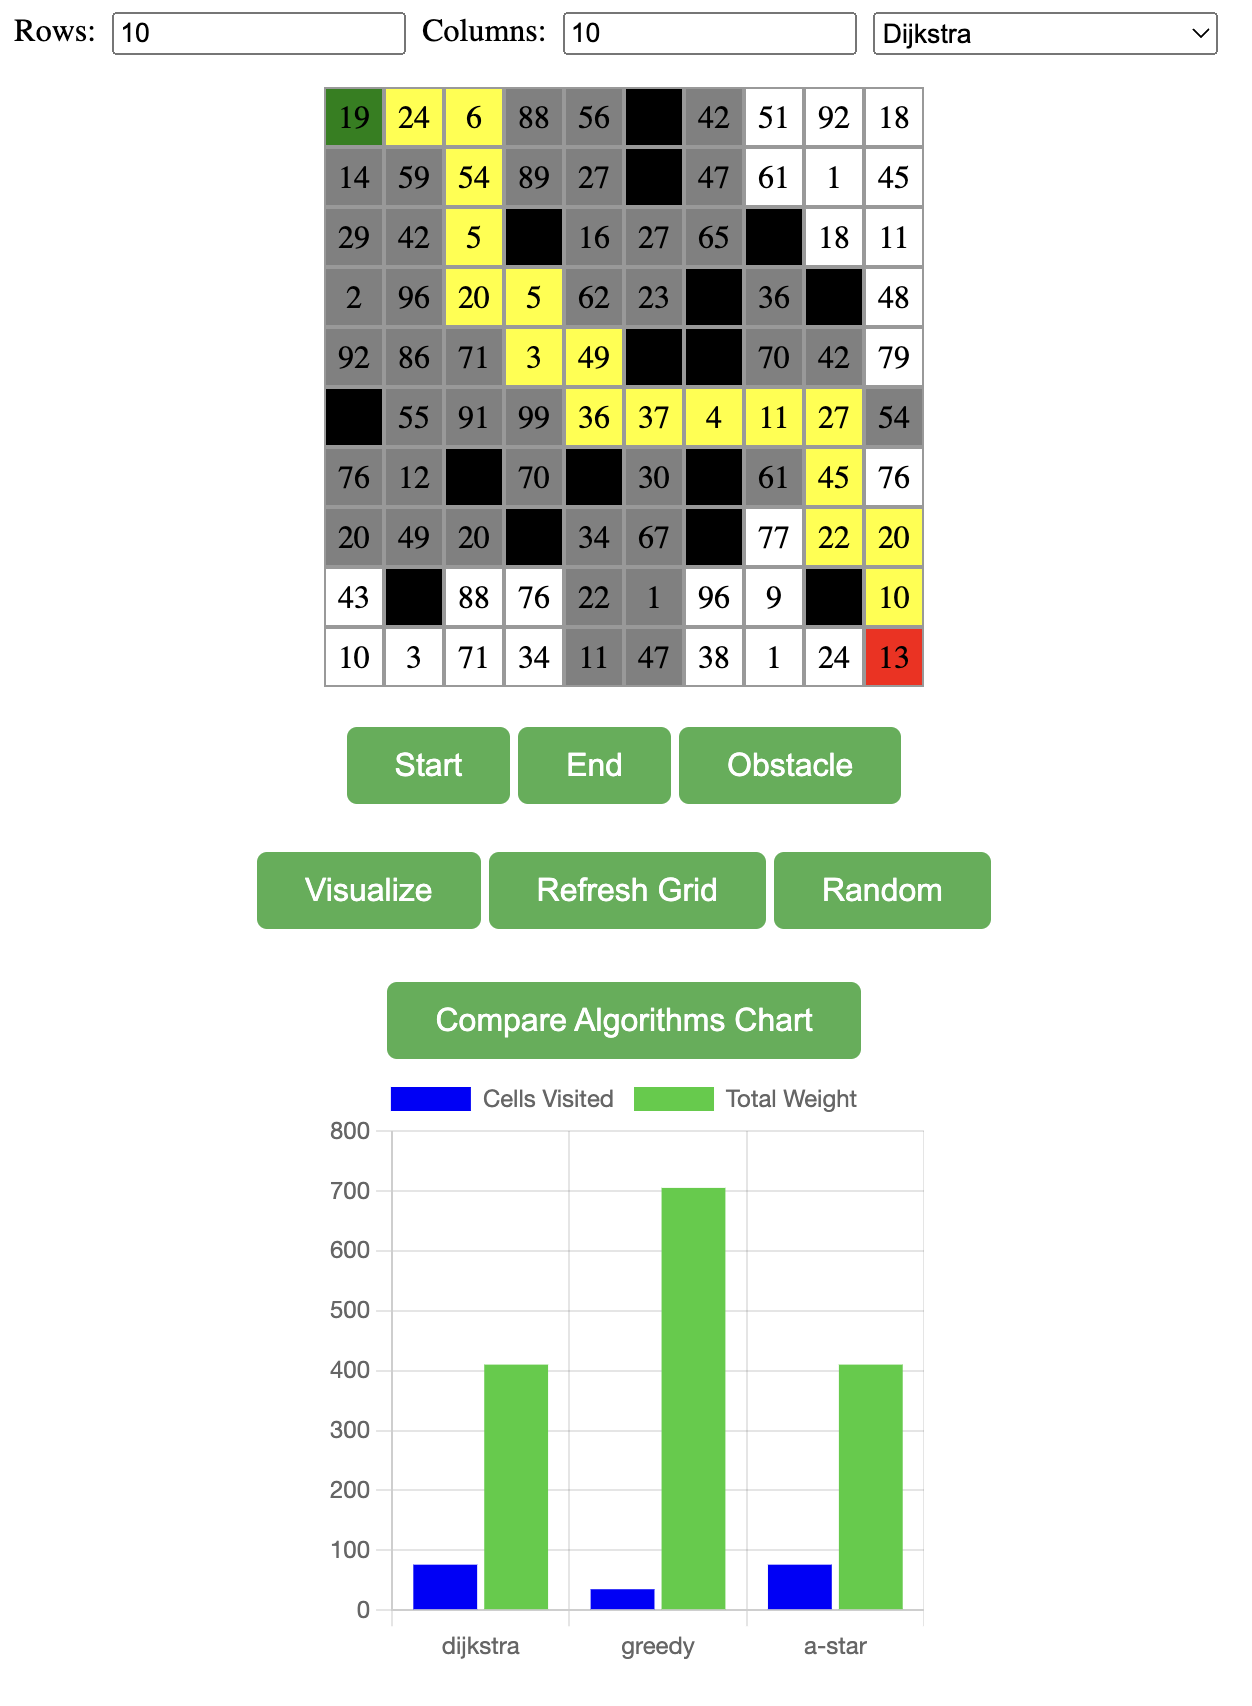 Rows: 10 Columns: 10 Dijkstra
19 24 6 88 56 42 51 92 18
14 59 54 89 27 47 61 1 45
29 42 5 16 27 65 18 11
2 96 20 5 62 23 36 48
92 86 71 3 49 70 42 79
55 91 99 36 37 4 11 27 54
76 12 70 30 61 45 76
20 49 20 34 67 77 22 20
43 88 76 22 1 96 9 10
10 3 71 34 11 47 38 1 24 13
Start End Obstacle
Visualize Refresh Grid Random
Compare Algorithms Chart
Cells Visited Total Weight
800
700
600
500
400
300
200
100
0
dijkstra greedy a-star